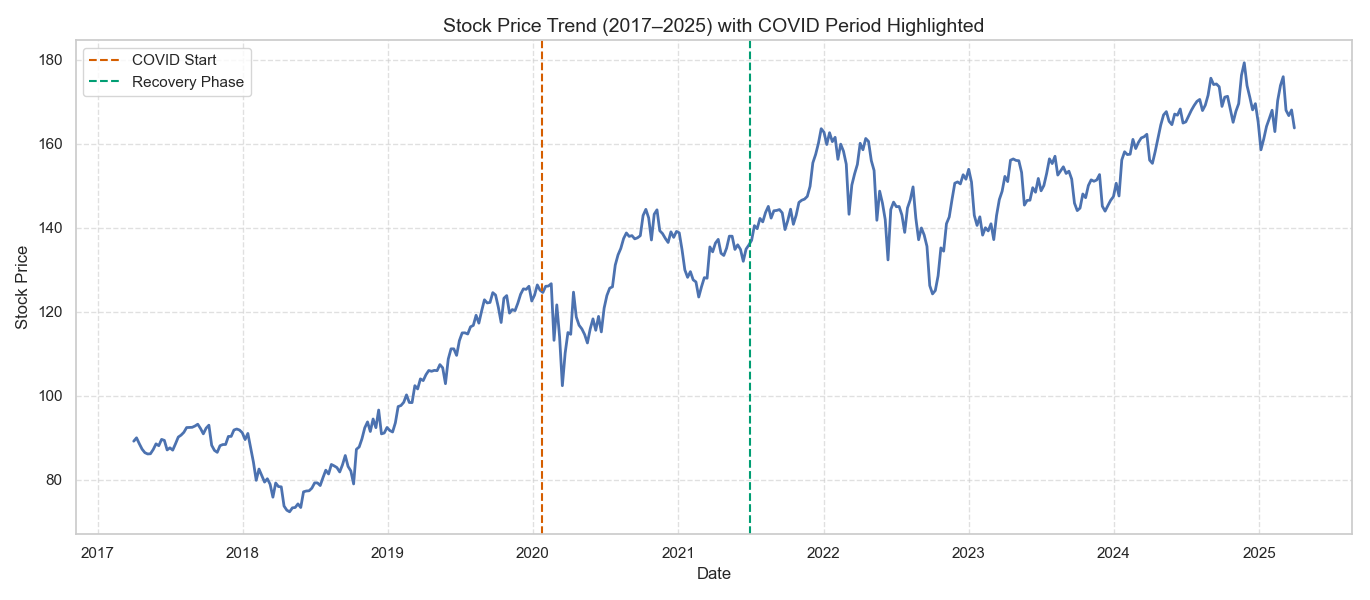 Stock Price Trend (2017–2025) with COVID Period Highlighted
COVID Start
Recovery Phase
Stock Price
180
160
140
120
100
80
2017 2018 2019 2020 2021 2022 2023 2024 2025
Date